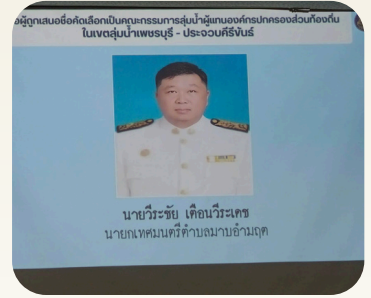 ผู้ถูกเสนอชื่อคัดเลือกเป็นคณะกรรมการลุ่มน้ำผู้แทนองค์กรปกครองส่วนท้องถิ่น
ในเขตลุ่มน้ำเพชรบุรี - ประจวบคีรีขันธ์
นายวีระชัย เตือนวีระเดช
นายกเทศมนตรีตำบลมาบอำมฤต